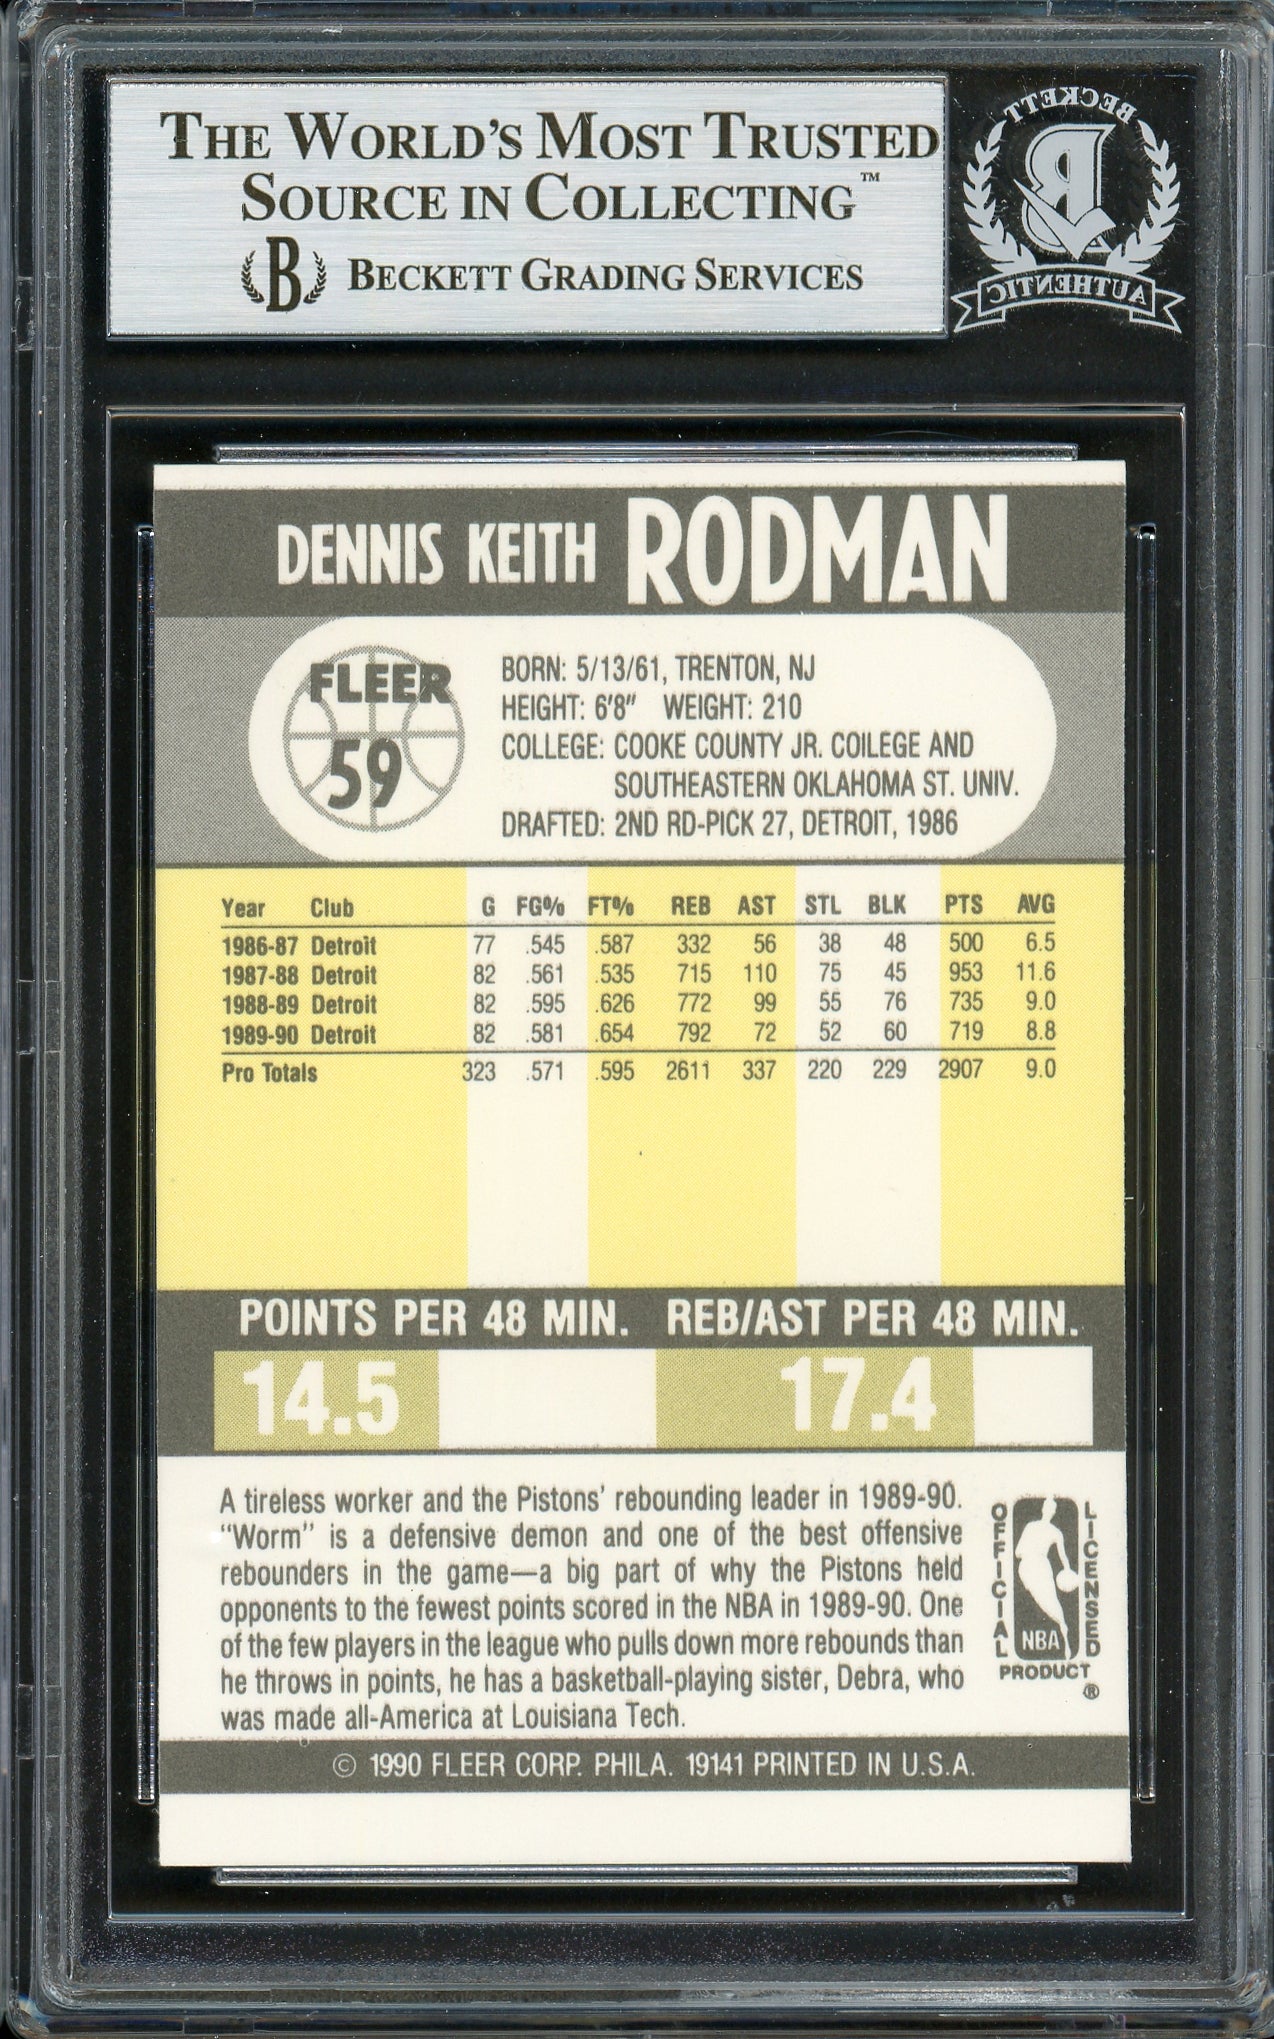 THE WORLD'S MOST TRUSTED
SOURCE IN COLLECTING™
B BECKETT GRADING SERVICES
BECKETT
B
AUTHENTIC
DENNIS KEITH RODMAN
FLEER
59
BORN: 5/13/61, TRENTON, NJ
HEIGHT: 6'8" WEIGHT: 210
COLLEGE: COOKE COUNTY JR. COILEGE AND
SOUTHEASTERN OKLAHOMA ST. UNIV.
DRAFTED: 2ND RD-PICK 27, DETROIT, 1986
Year Club G FG% FT% REB AST STL BLK PTS AVG
1986-87 Detroit 77 .545 .587 332 56 38 48 500 6.5
1987-88 Detroit 82 .561 .535 715 110 75 45 953 11.6
1988-89 Detroit 82 .595 .626 772 99 55 76 735 9.0
1989-90 Detroit 82 .581 .654 792 72 52 60 719 8.8
Pro Totals 323 .571 .595 2611 337 220 229 2907 9.0
POINTS PER 48 MIN. REB/AST PER 48 MIN.
14.5 17.4
A tireless worker and the Pistons' rebounding leader in 1989-90.
"Worm" is a defensive demon and one of the best offensive
rebounders in the game—a big part of why the Pistons held
opponents to the fewest points scored in the NBA in 1989-90. One
of the few players in the league who pulls down more rebounds than
he throws in points, he has a basketball-playing sister, Debra, who
was made all-America at Louisiana Tech.
OFFICIAL LICENSED
NBA
PRODUCT
®
© 1990 FLEER CORP. PHILA. 19141 PRINTED IN U.S.A.